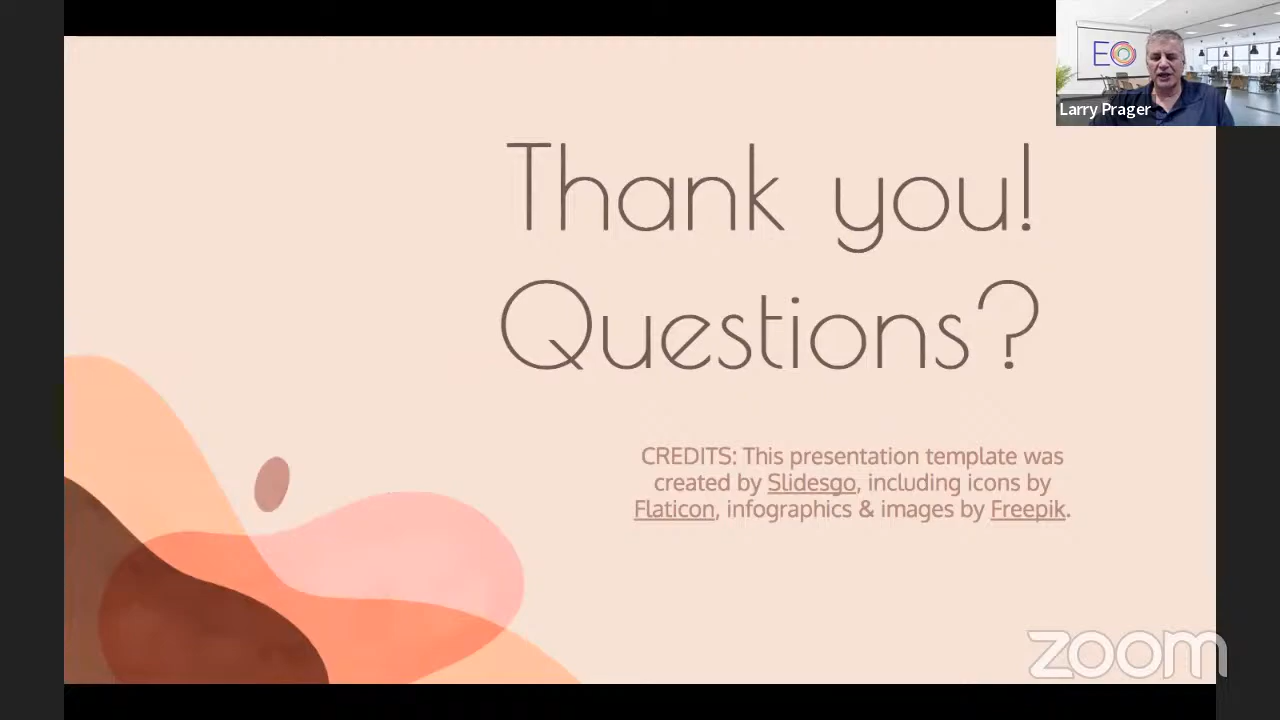 EO
Larry Prager
Thank you!
Questions?
CREDITS: This presentation template was
created by Slidesgo, including icons by
Flaticon, infographics & images by Freepik.
zoom